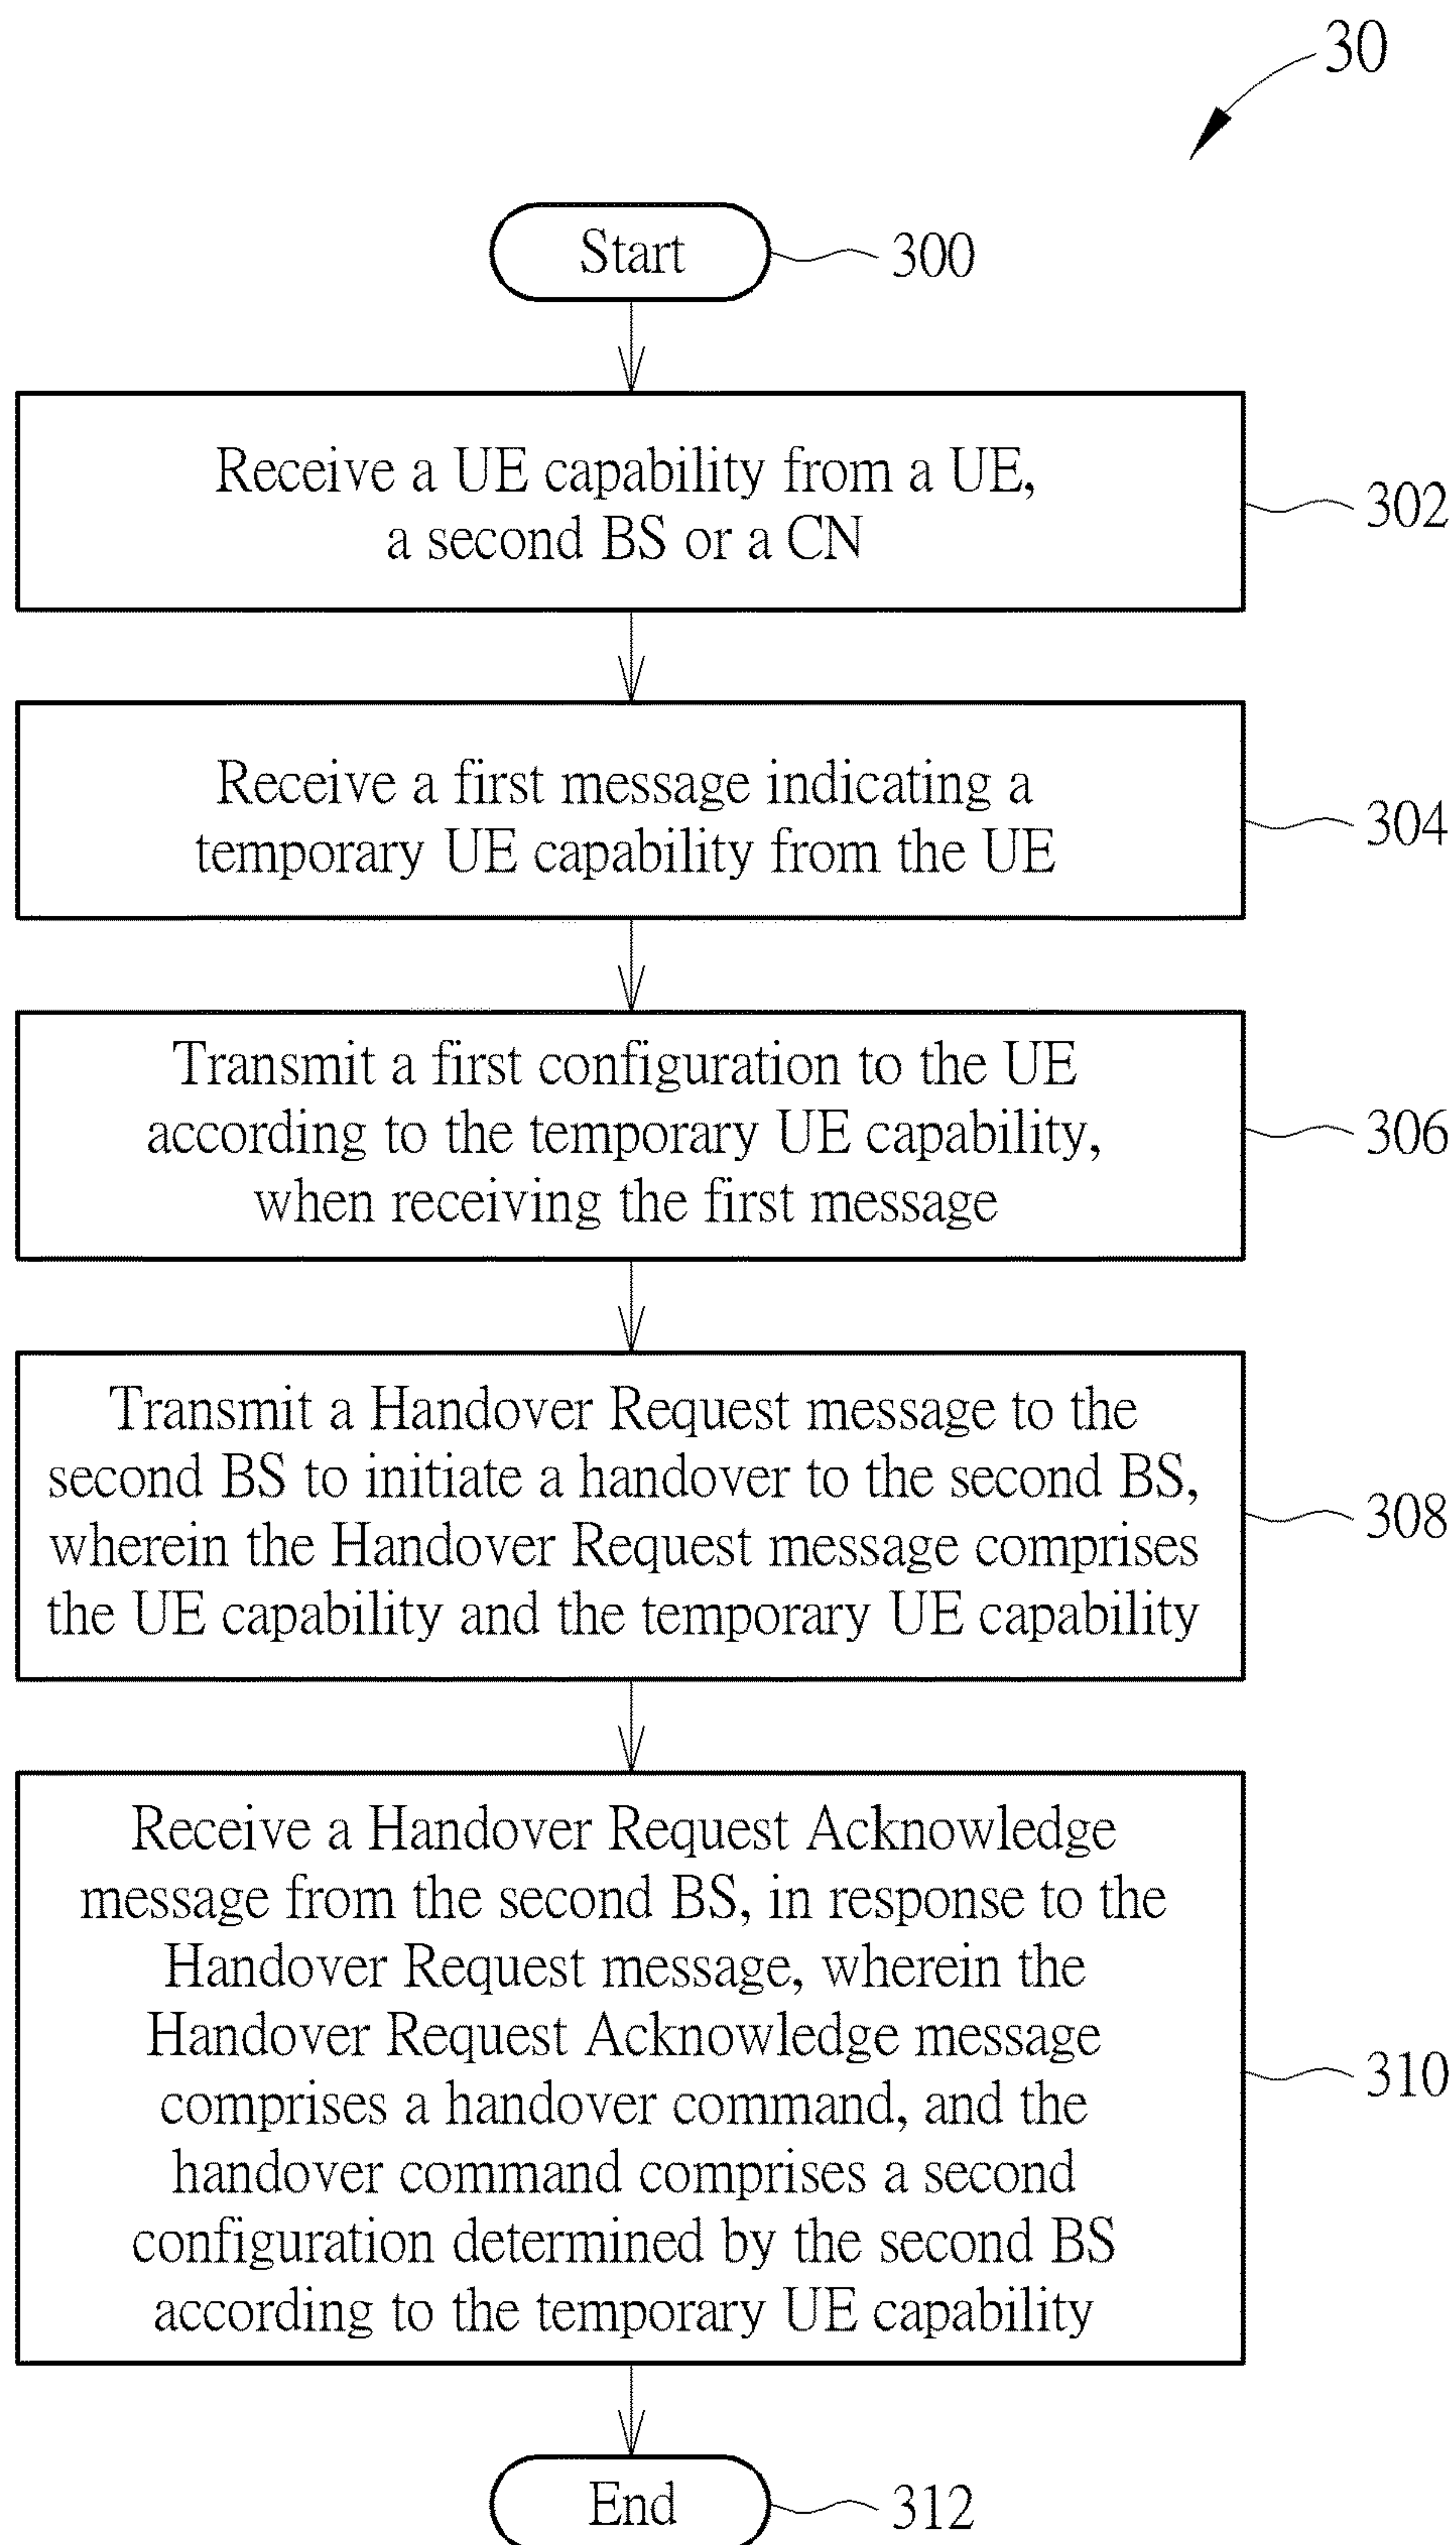 30
Start
300
Receive a UE capability from a UE,
a second BS or a CN
302
Receive a first message indicating a
temporary UE capability from the UE
304
Transmit a first configuration to the UE
according to the temporary UE capability,
when receiving the first message
306
Transmit a Handover Request message to the
second BS to initiate a handover to the second BS,
wherein the Handover Request message comprises
the UE capability and the temporary UE capability
308
Receive a Handover Request Acknowledge
message from the second BS, in response to the
Handover Request message, wherein the
Handover Request Acknowledge message
comprises a handover command, and the
handover command comprises a second
configuration determined by the second BS
according to the temporary UE capability
310
End
312